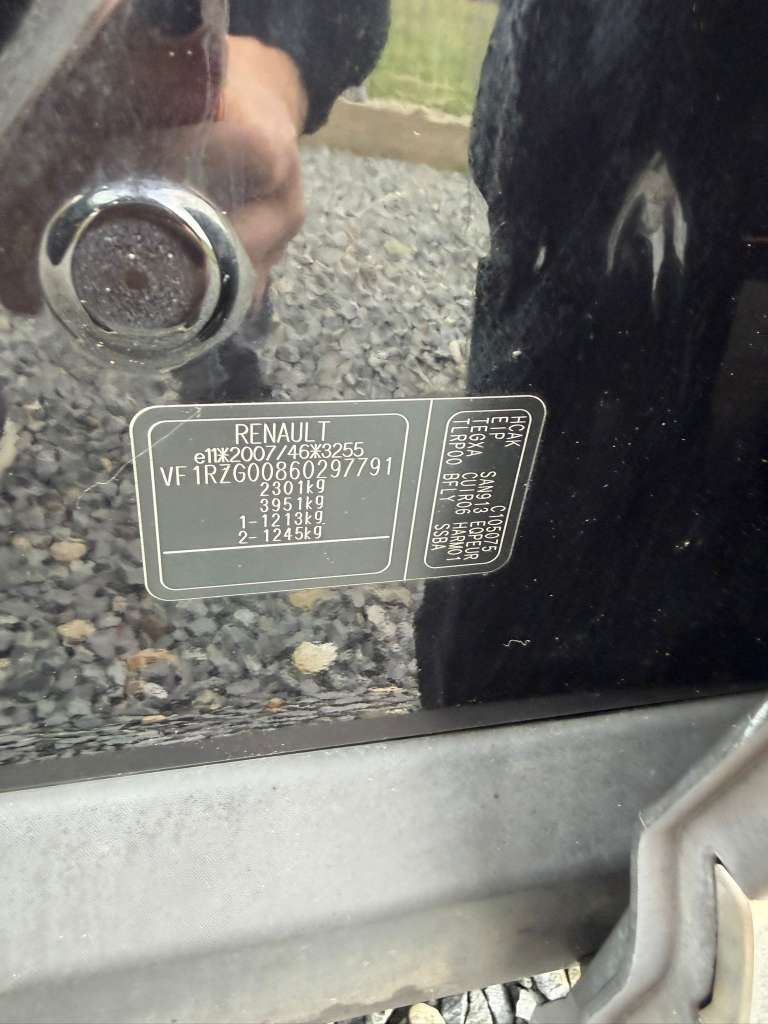 RENAULT
e11*2007/46*3255
VF1RZG00860297791
2301kg
3951kg
1-1213kg
2-1245kg
C105075
HCAK SAN913 EQPEUR
EIP CUIR06 HARM01
TEGXA BFLY SSBA
TLRP00